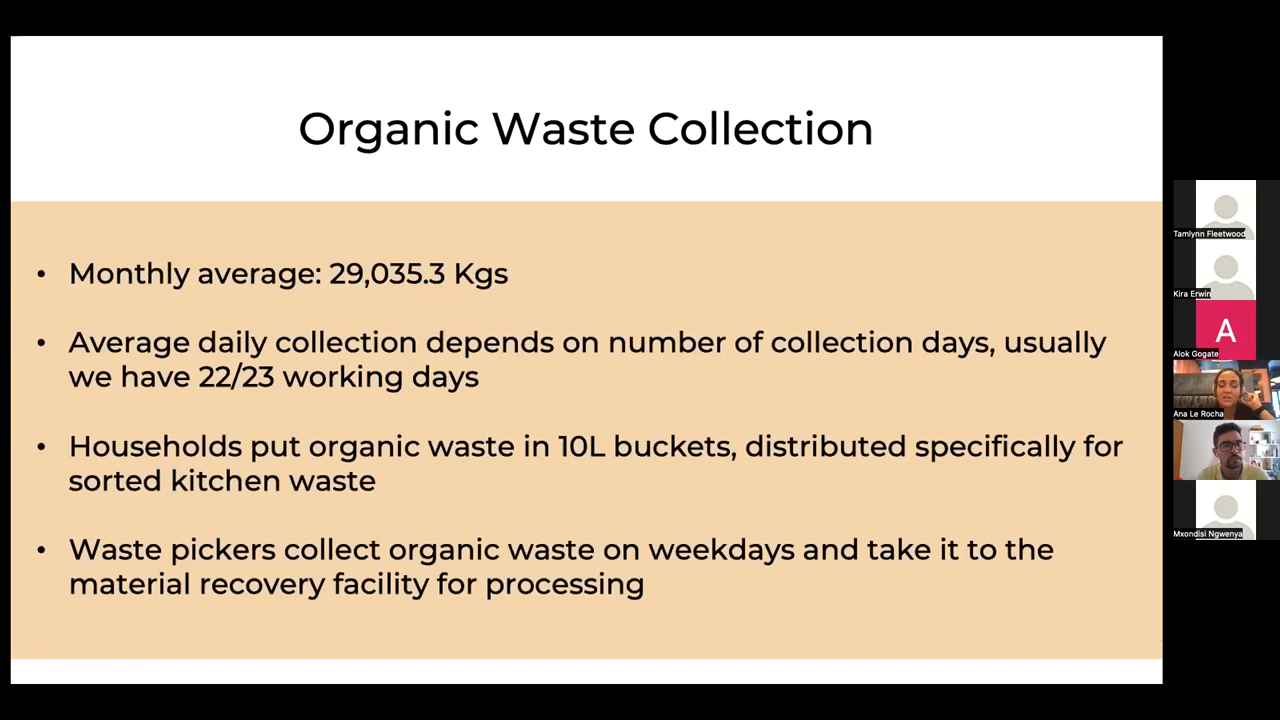 Organic Waste Collection
• Monthly average: 29,035.3 Kgs
• Average daily collection depends on number of collection days, usually
we have 22/23 working days
• Households put organic waste in 10L buckets, distributed specifically for
sorted kitchen waste
• Waste pickers collect organic waste on weekdays and take it to the
material recovery facility for processing
Tamlynn Fleetwood
Kira Erwin
A
Alok Gogate
Ana Le Rocha
Mxondisi Ngwenya